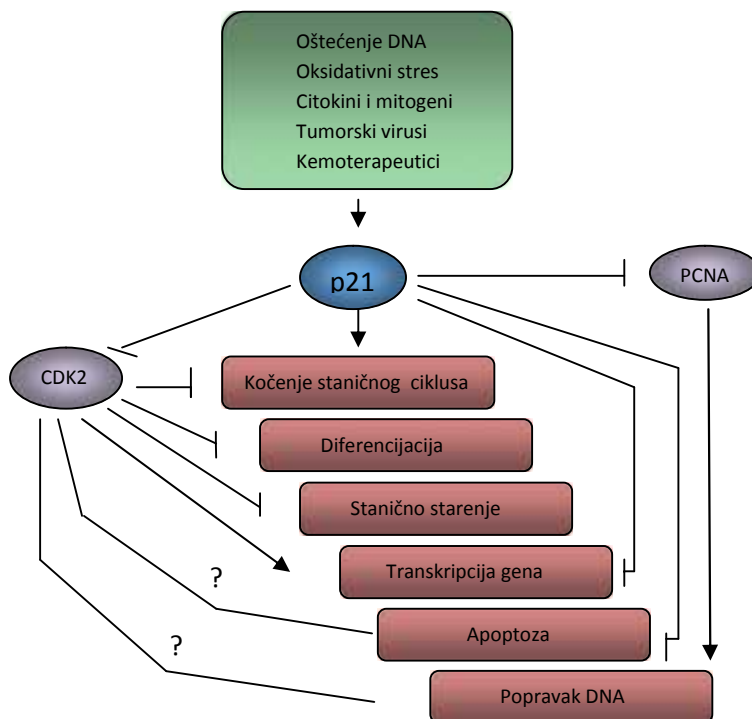 Oštećenje DNA
Oksidativni stres
Citokini i mitogeni
Tumorski virusi
Kemoterapeutici
p21
PCNA
CDK2
Kočenje staničnog ciklusa
Diferencijacija
Stanično starenje
Transkripcija gena
?
Apoptoza
?
Popravak DNA